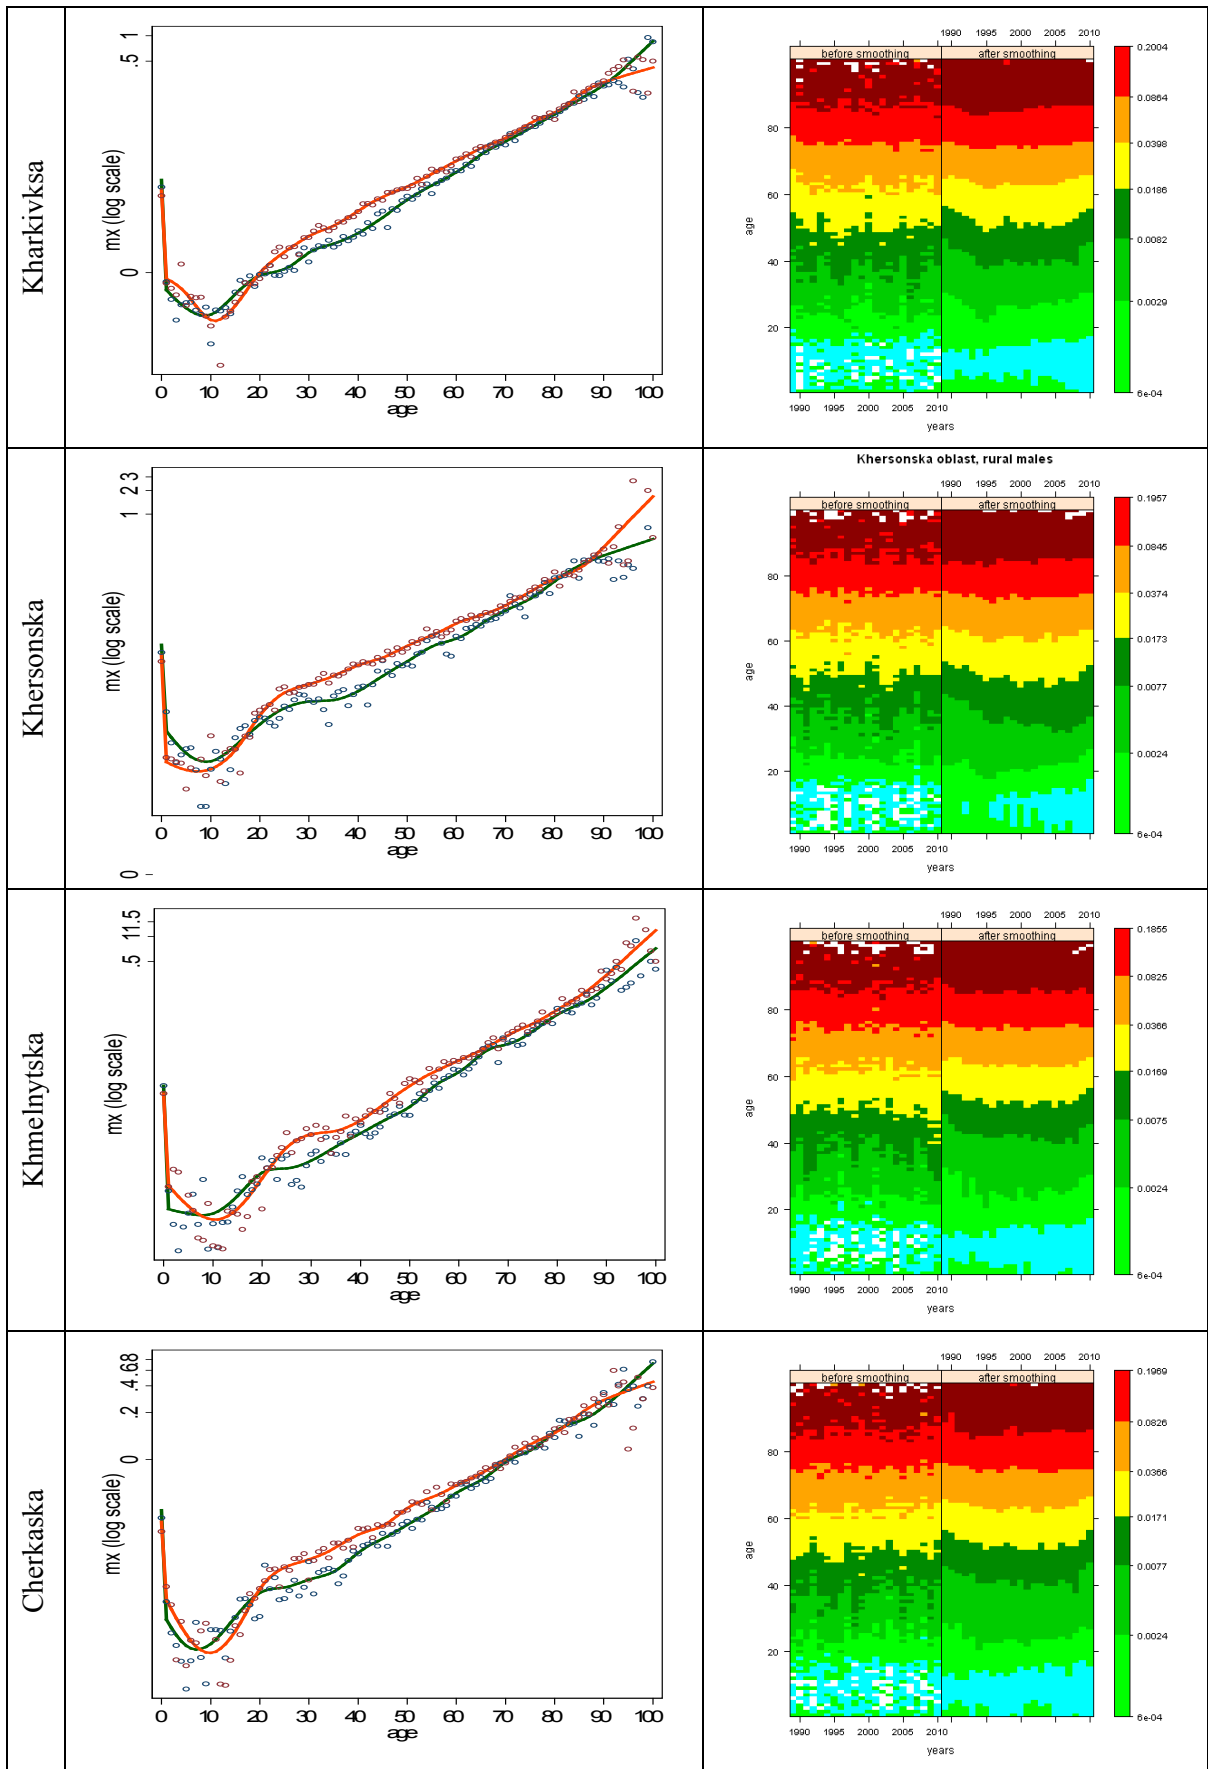 Kharkivksa
mx (log scale)
1
.5
0
0 10 20 30 40 50 60 70 80 90 100
age
1990 1995 2000 2005 2010
before smoothing after smoothing
age
80
60
40
20
1990 1995 2000 2005 2010
years
0.2004
0.0864
0.0398
0.0186
0.0082
0.0029
6e-04
Khersonska
mx (log scale)
2 3
1
0
0 10 20 30 40 50 60 70 80 90 100
age
Khersonska oblast, rural males
1990 1995 2000 2005 2010
before smoothing after smoothing
age
80
60
40
20
1990 1995 2000 2005 2010
years
0.1957
0.0845
0.0374
0.0173
0.0077
0.0024
6e-04
Khmelnytska
mx (log scale)
11.5
.5
0 10 20 30 40 50 60 70 80 90 100
age
1990 1995 2000 2005 2010
before smoothing after smoothing
age
80
60
40
20
1990 1995 2000 2005 2010
years
0.1955
0.0825
0.0366
0.0169
0.0075
0.0024
6e-04
Cherkaska
mx (log scale)
.4.68
.2
0
0 10 20 30 40 50 60 70 80 90 100
age
1990 1995 2000 2005 2010
before smoothing after smoothing
age
80
60
40
20
1990 1995 2000 2005 2010
years
0.1969
0.0826
0.0366
0.0171
0.0077
0.0024
6e-04